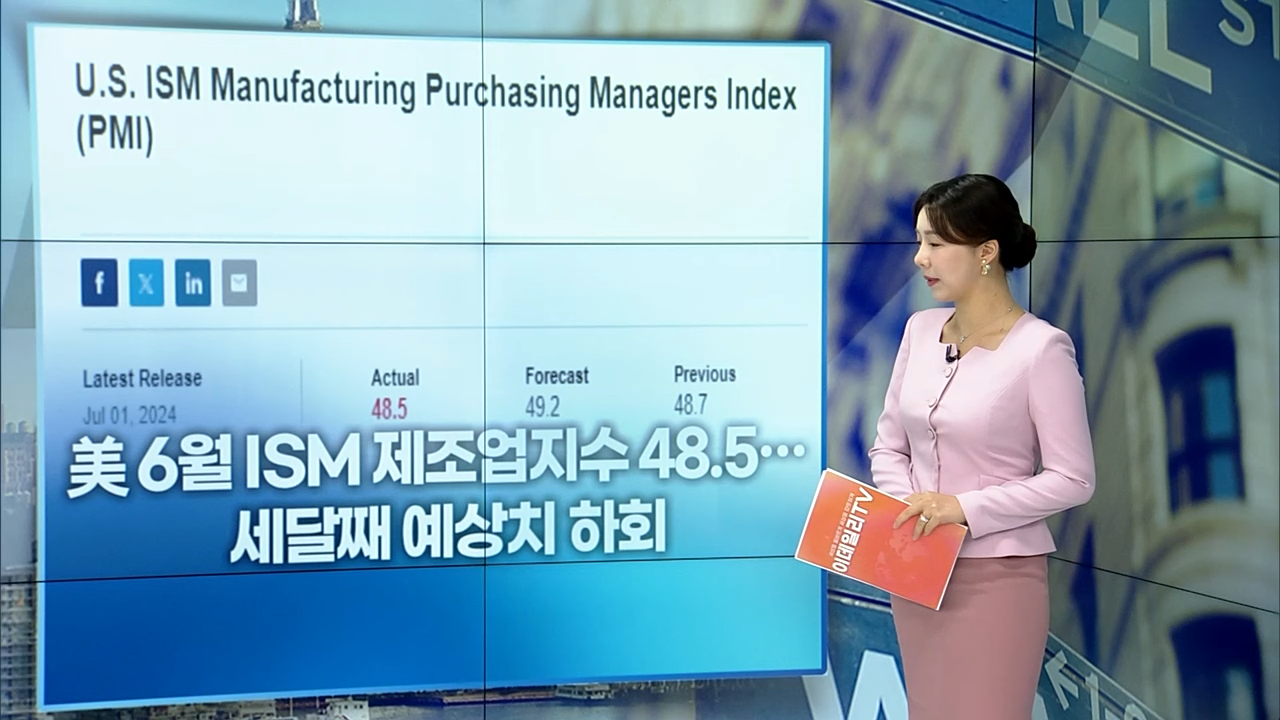 U.S. ISM Manufacturing Purchasing Managers Index
(PMI)
Latest Release
Actual
Forecast
Previous
Jul 01, 2024
48.5
49.2
48.7
美 6월 ISM 제조업지수 48.5…
세달째 예상치 하회
이데일리TV
ST